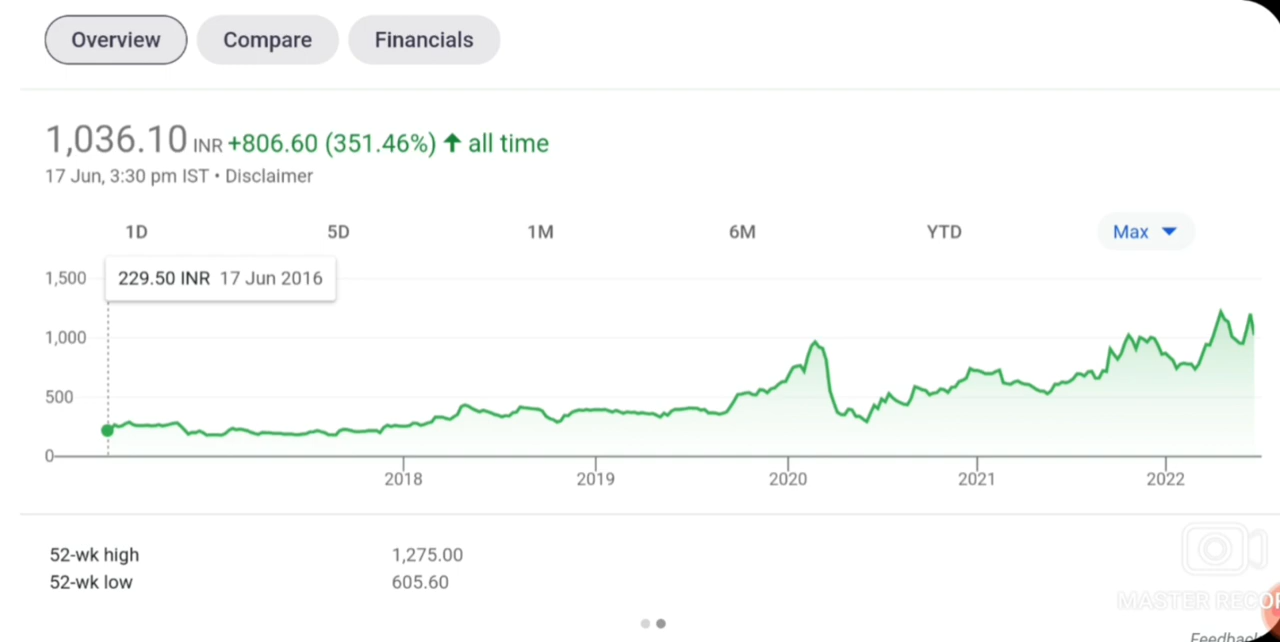 Overview Compare Financials
1,036.10 INR +806.60 (351.46%) ↑ all time
17 Jun, 3:30 pm IST • Disclaimer
1D 5D 1M 6M YTD Max
229.50 INR 17 Jun 2016
1,500
1,000
500
0
2018 2019 2020 2021 2022
52-wk high 1,275.00
52-wk low 605.60
MASTER